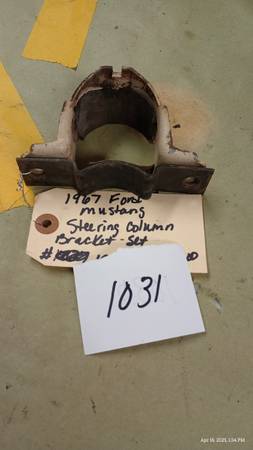 1967 Ford
Mustang
Steering Column
Bracket Set
#
1031
Apr 16, 2025, 1:34 PM